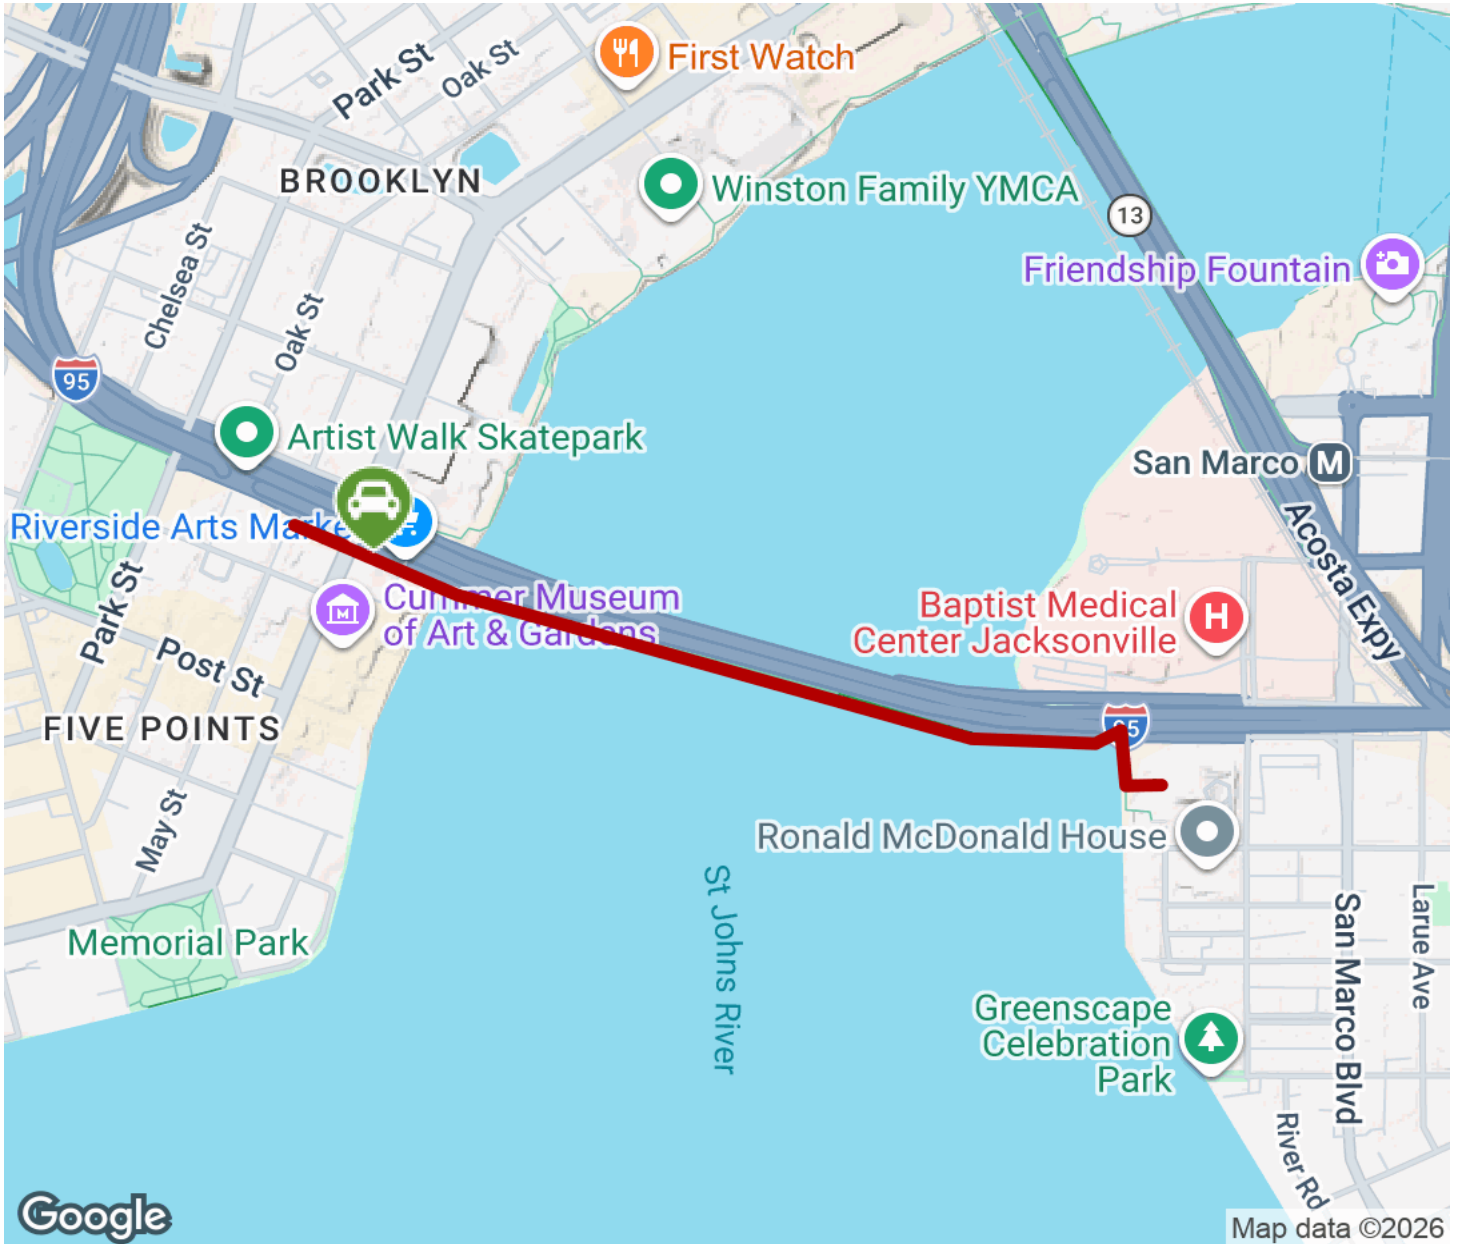 Park St
Oak St
First Watch
BROOKLYN
Winston Family YMCA
13
Chelsea St
Friendship Fountain
Oak St
95
Artist Walk Skatepark
San Marco
M
Riverside Arts Marke
Acosta Expy
Park St
Cummer Museum
of Art & Gardens
M
Baptist Medical
Center Jacksonville
H
Post St
FIVE POINTS
95
May St
Ronald McDonald House
St Johns River
Larue Ave
San Marco Blvd
Memorial Park
Greenscape
Celebration
Park
River Rd
Google
Map data ©2026